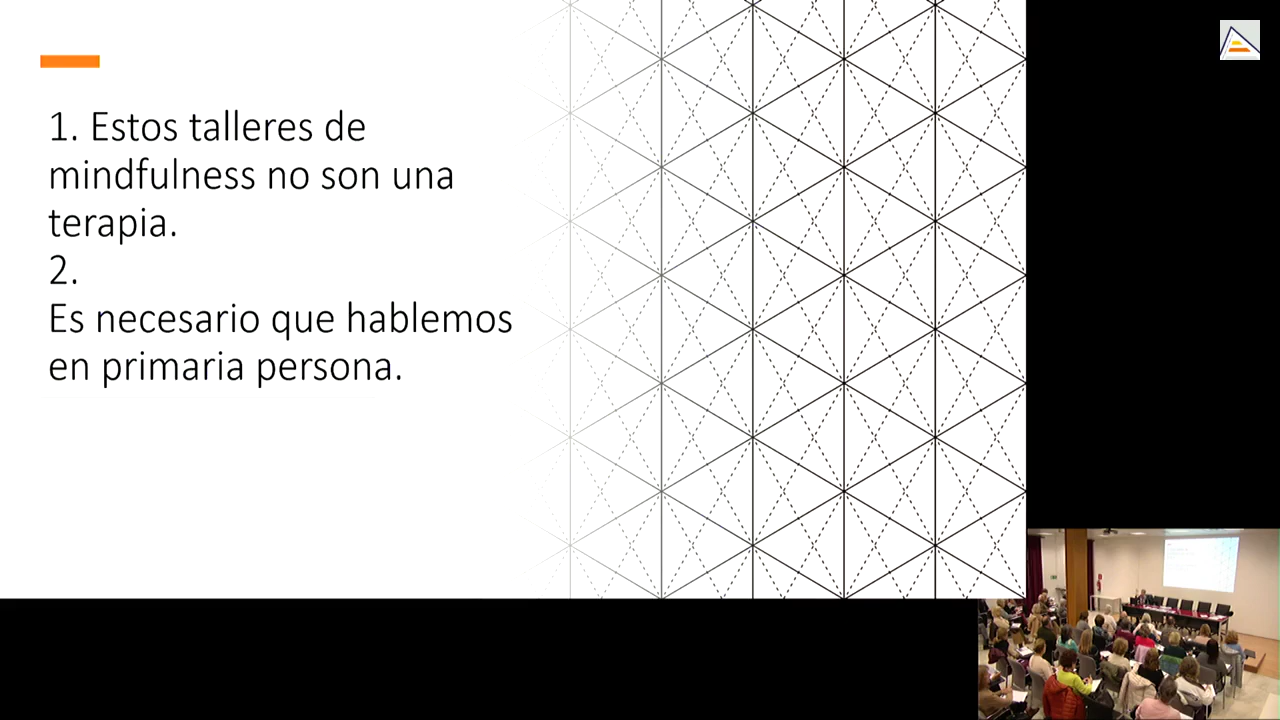 1. Estos talleres de
mindfulness no son una
terapia.
2.
Es necesario que hablemos
en primaria persona.